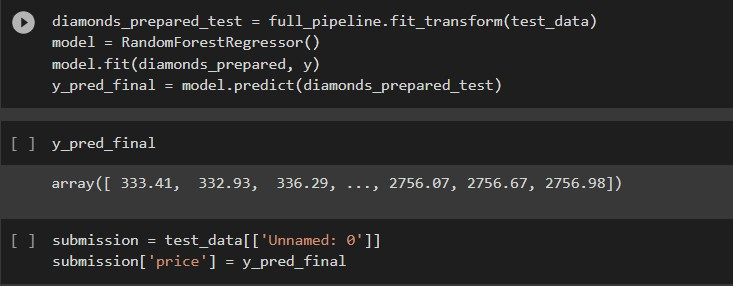 diamonds_prepared_test = full_pipeline.fit_transform(test_data)
model = RandomForestRegressor()
model.fit(diamonds_prepared, y)
y_pred_final = model.predict(diamonds_prepared_test)
[ ] y_pred_final
array([ 333.41,  332.93,  336.29, ..., 2756.07, 2756.67, 2756.98])
[ ] submission = test_data[['Unnamed: 0']]
submission['price'] = y_pred_final